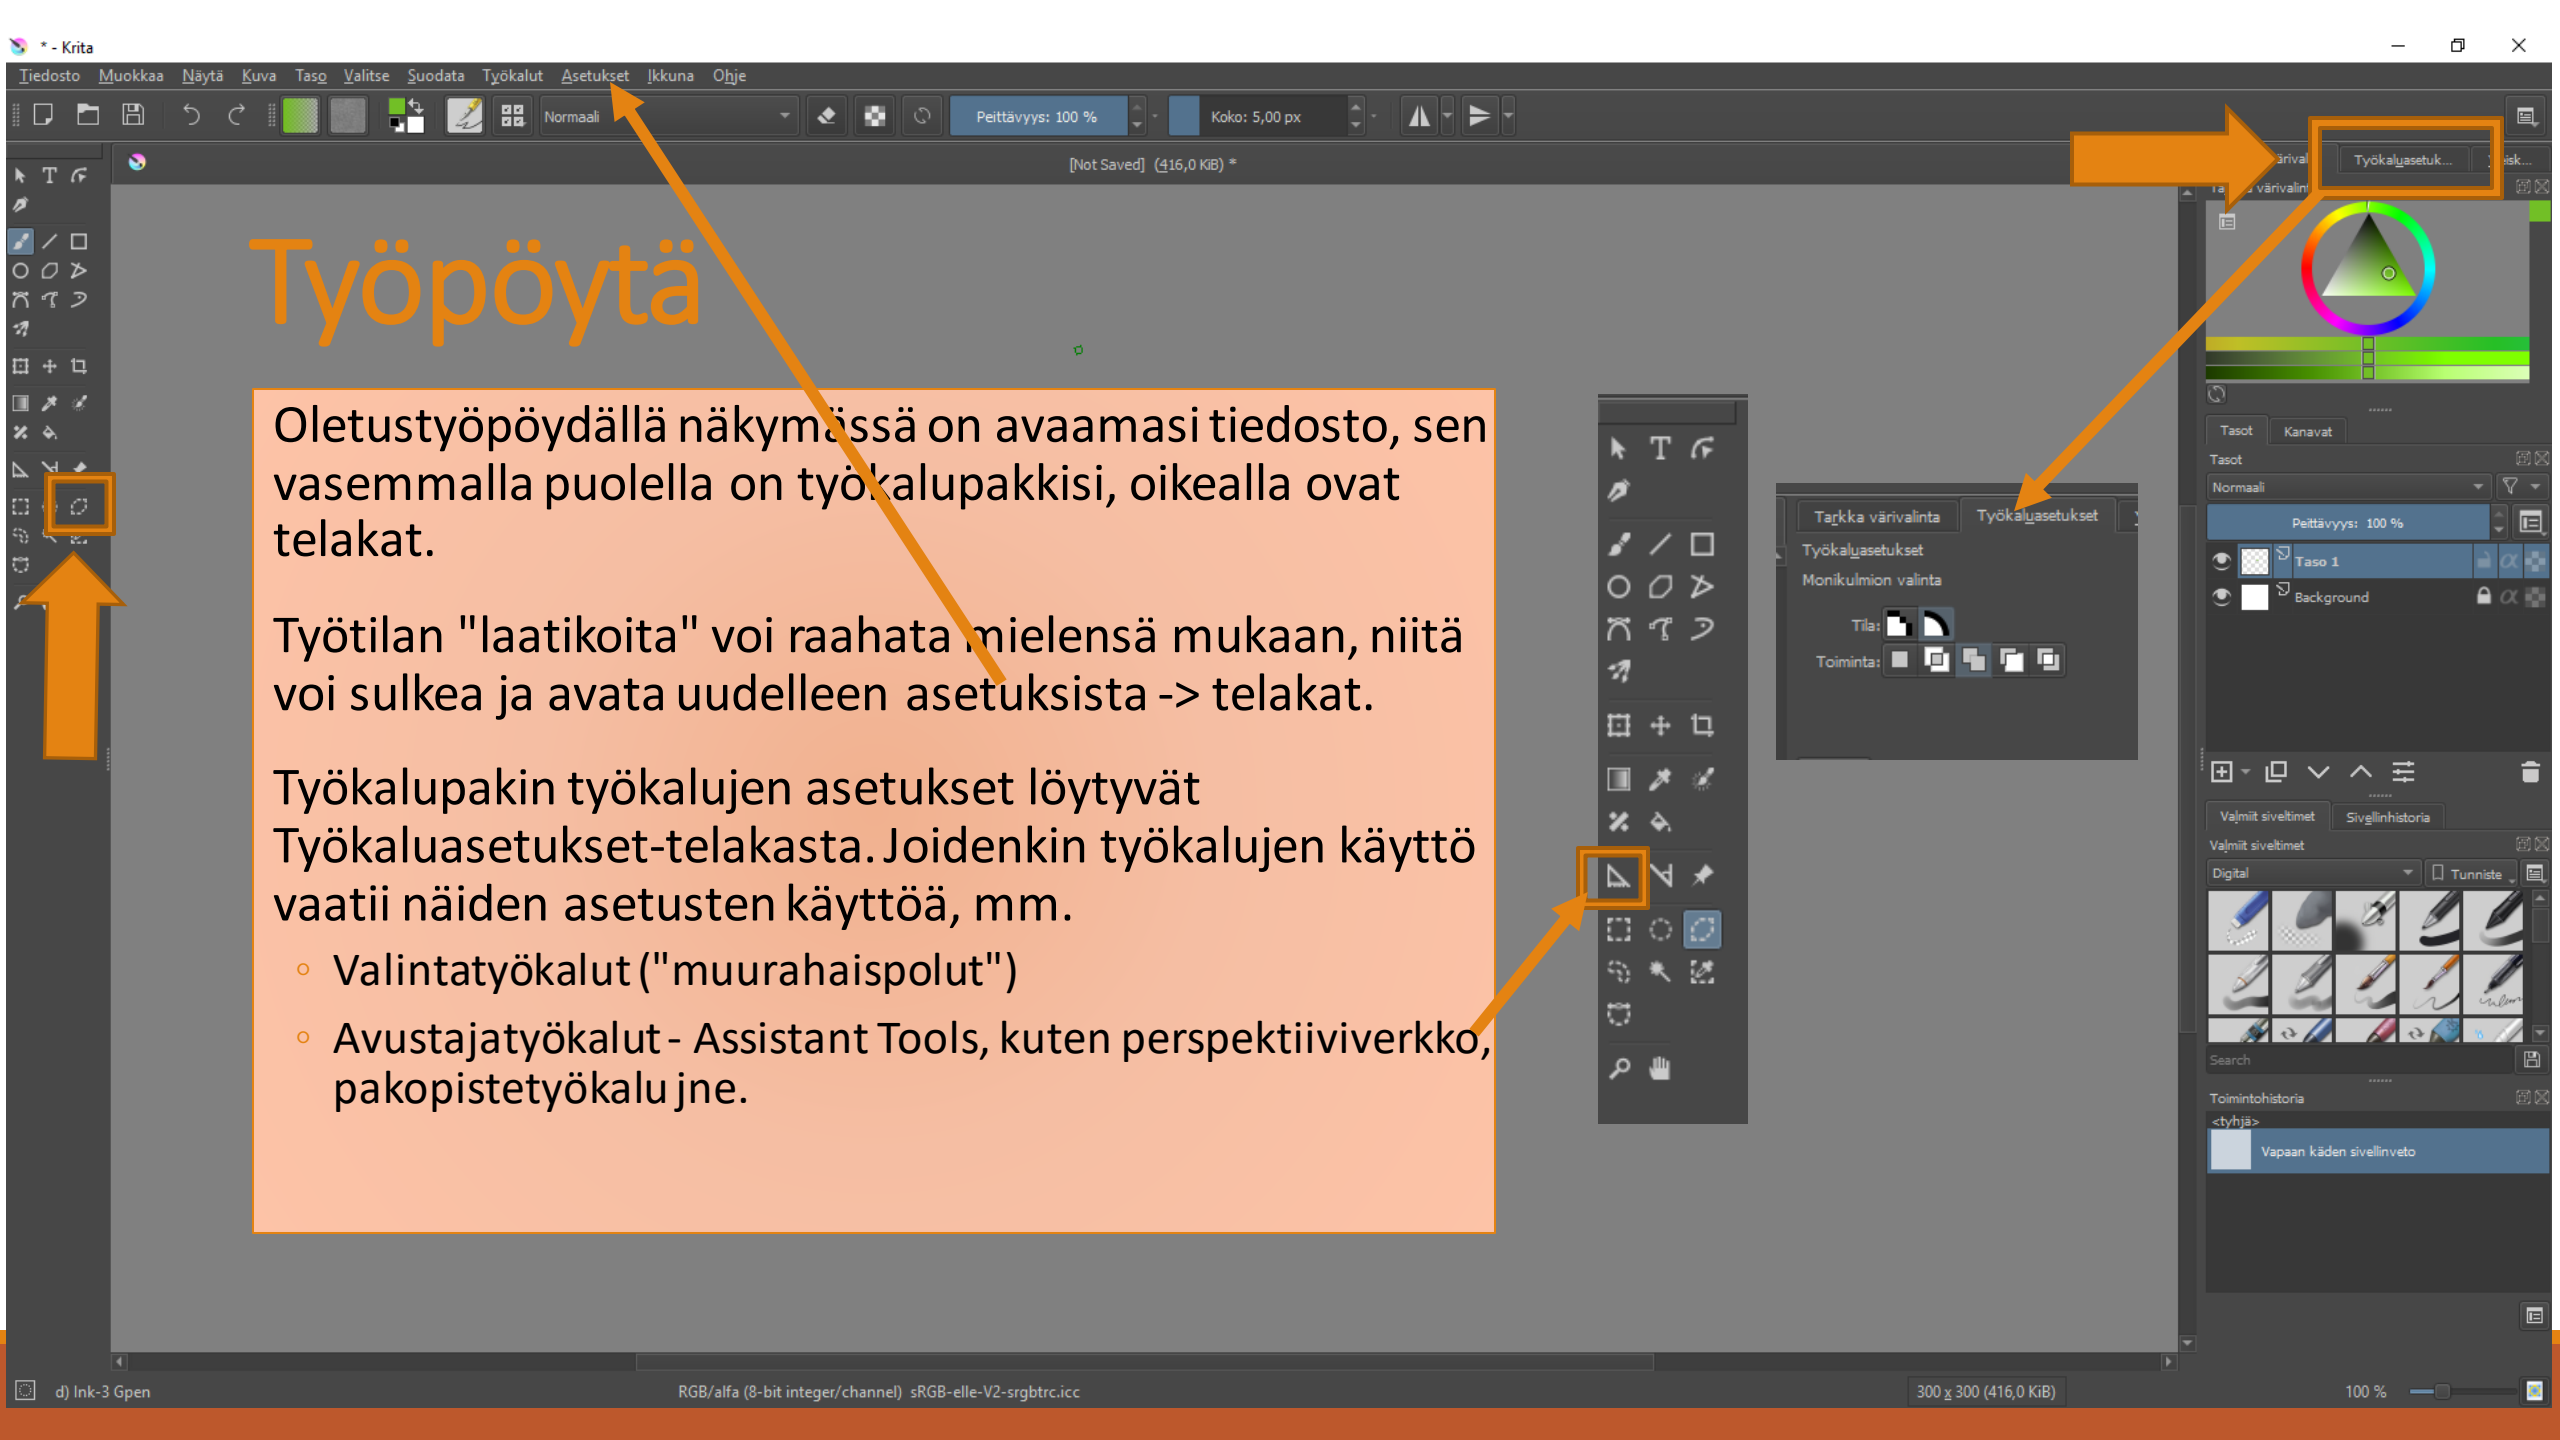 * - Krita
Tiedosto Muokkaa Näytä Kuva Taso Valitse Suodata Työkalut Asetukset Ikkuna Ohje
Normaali
Peittävyys: 100 %
Koko: 5,00 px
[Not Saved] (416,0 KiB) *
Työkaluasetuk...
Työpöytä
Oletustyöpöydällä näkymässä on avaamasi tiedosto, sen
vasemmalla puolella on työkalupakkisi, oikealla ovat
telakat.
Työtilan "laatikoita" voi raahata mielensä mukaan, niitä
voi sulkea ja avata uudelleen asetuksista -> telakat.
Työkalupakin työkalujen asetukset löytyvät
Työkaluasetukset-telakasta. Joidenkin työkalujen käyttö
vaatii näiden asetusten käyttöä, mm.
◦ Valintatyökalut ("muurahaispolut")
◦ Avustajatyökalut - Assistant Tools, kuten perspektiiviverkko,
pakopistetyökalu jne.
Tarkka värivalinta Työkaluasetukset
Työkaluasetukset
Monikulmion valinta
Tila:
Toiminta:
Tasot Kanavat
Tasot
Normaali
Peittävyys: 100 %
Taso 1
Background
Valmiit siveltimet Sivellinhistoria
Valmiit siveltimet
Digital
Tunniste
Search
Toimintohistoria
<tyhjä>
Vapaan käden sivellinveto
d) Ink-3 Gpen
RGB/alfa (8-bit integer/channel) sRGB-elle-V2-srgbtrc.icc
300 x 300 (416,0 KiB)
100 %